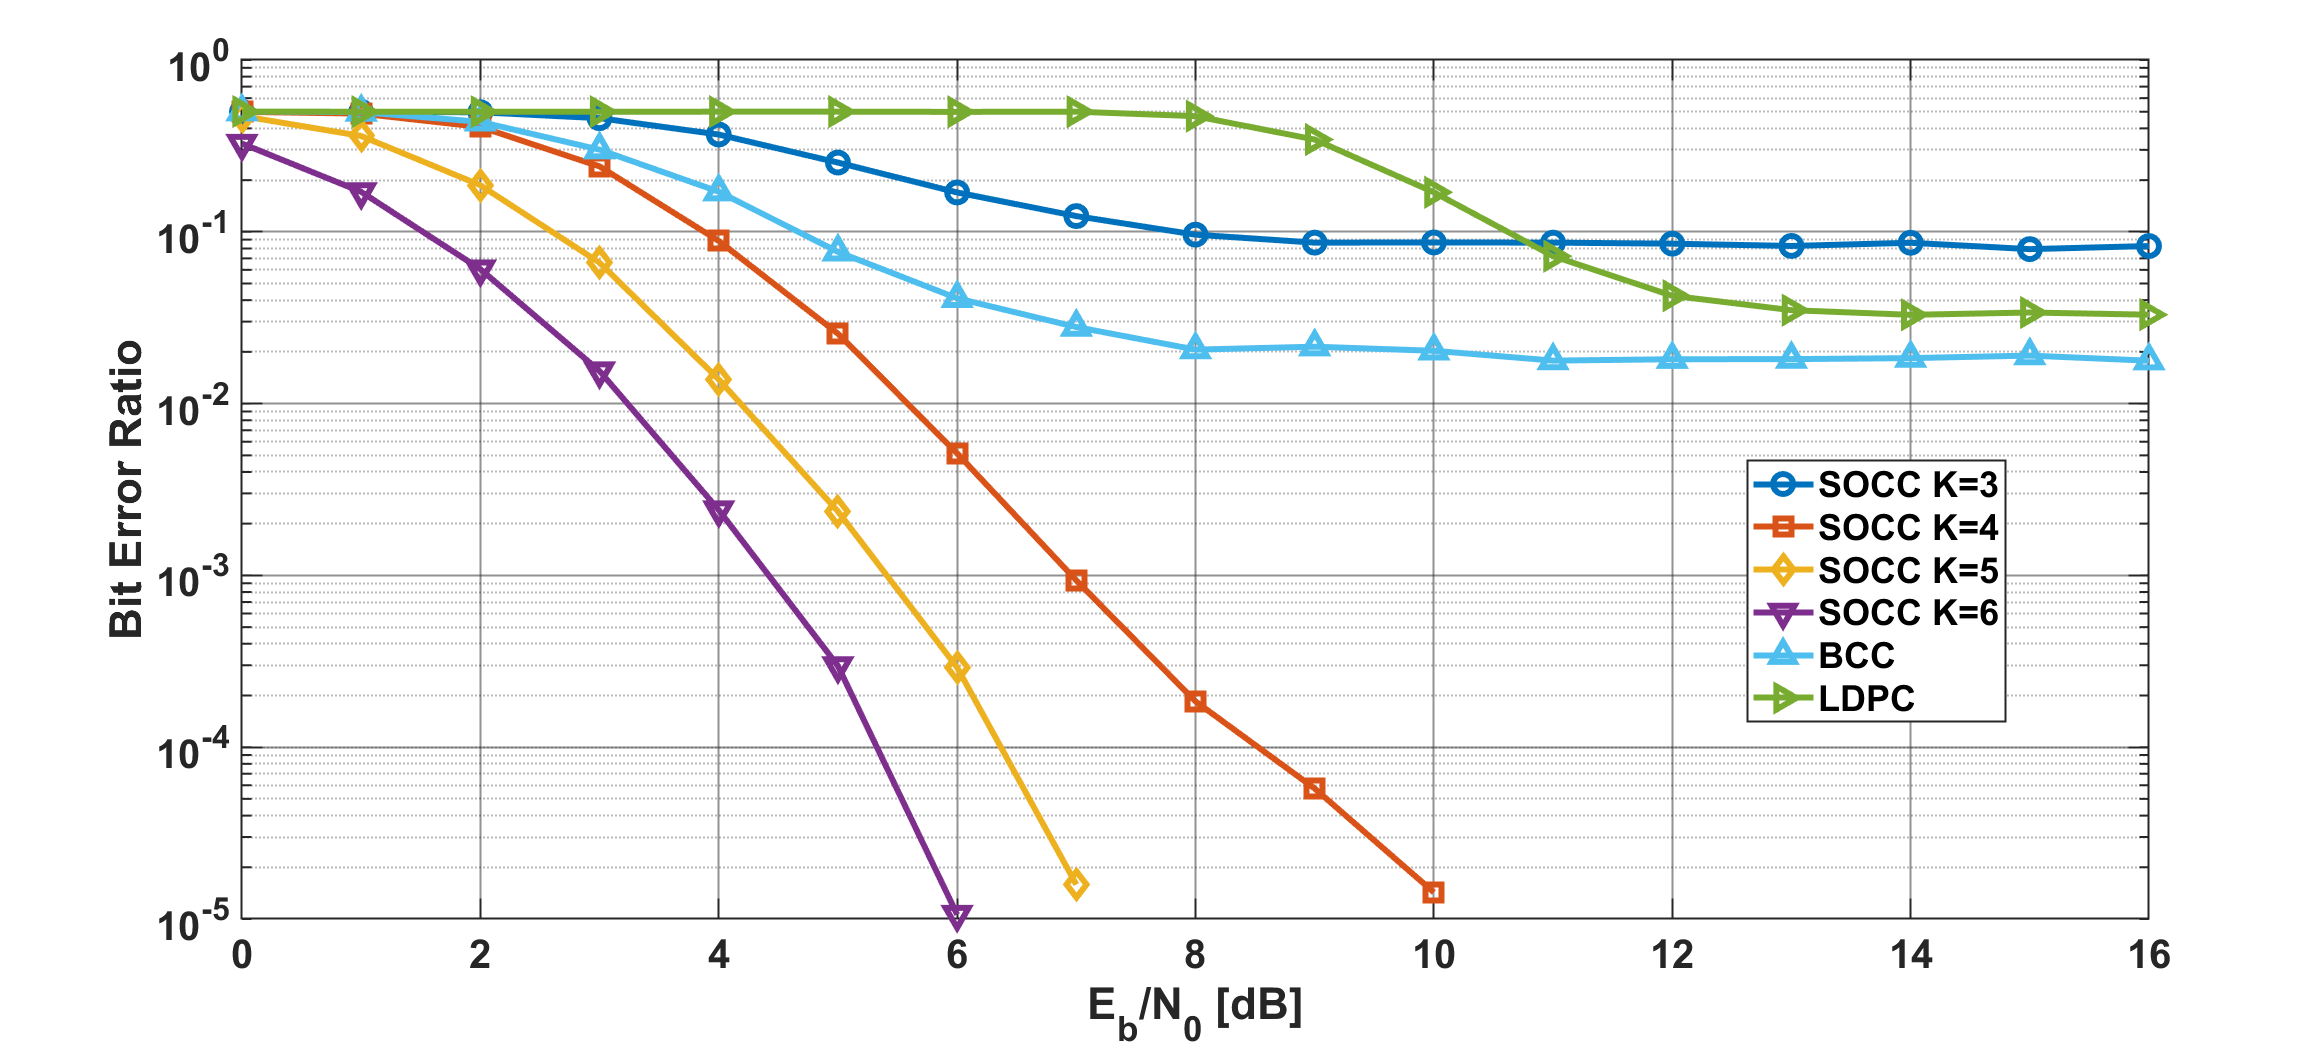 10^0
10^-1
10^-2
10^-3
10^-4
10^-5
Bit Error Ratio
0 2 4 6 8 10 12 14 16
E_b/N_0 [dB]
SOCC K=3
SOCC K=4
SOCC K=5
SOCC K=6
BCC
LDPC